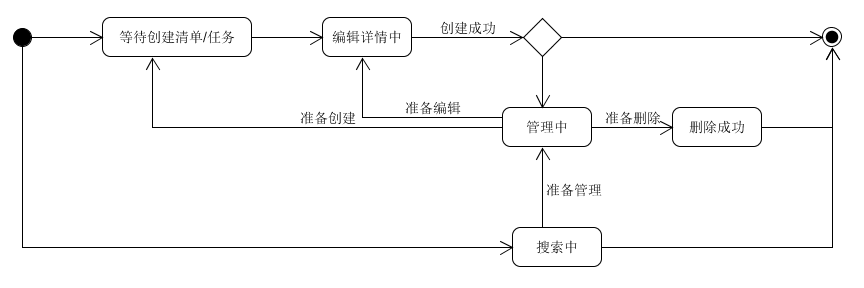 等待创建清单/任务
编辑详情中
创建成功
准备编辑
准备创建
管理中
准备删除
删除成功
准备管理
搜索中